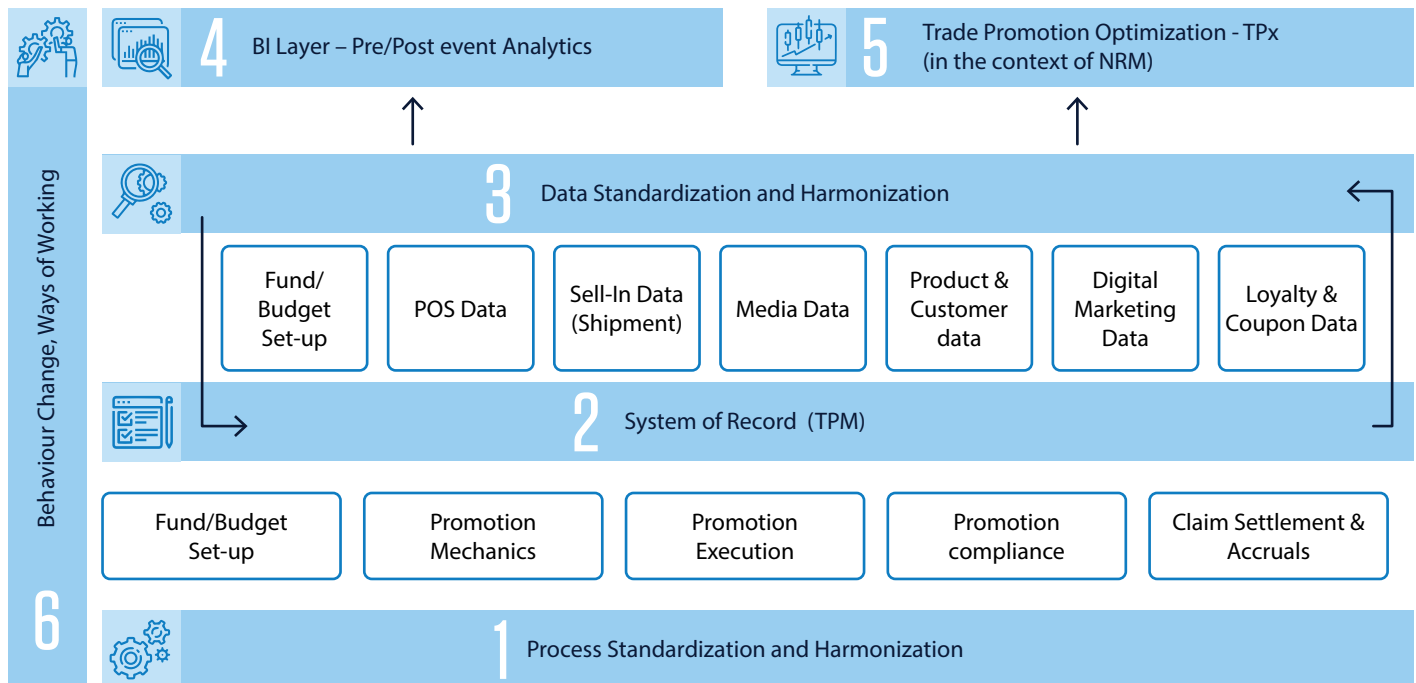 4
BI Layer – Pre/Post event Analytics
5
Trade Promotion Optimization - TPx
(in the context of NRM)
3
Data Standardization and Harmonization
Fund/
Budget
Set-up
POS Data
Sell-In Data
(Shipment)
Media Data
Product &
Customer
data
Digital
Marketing
Data
Loyalty &
Coupon Data
2
System of Record (TPM)
Fund/Budget
Set-up
Promotion
Mechanics
Promotion
Execution
Promotion
compliance
Claim Settlement &
Accruals
1
Process Standardization and Harmonization
6
Behaviour Change, Ways of Working